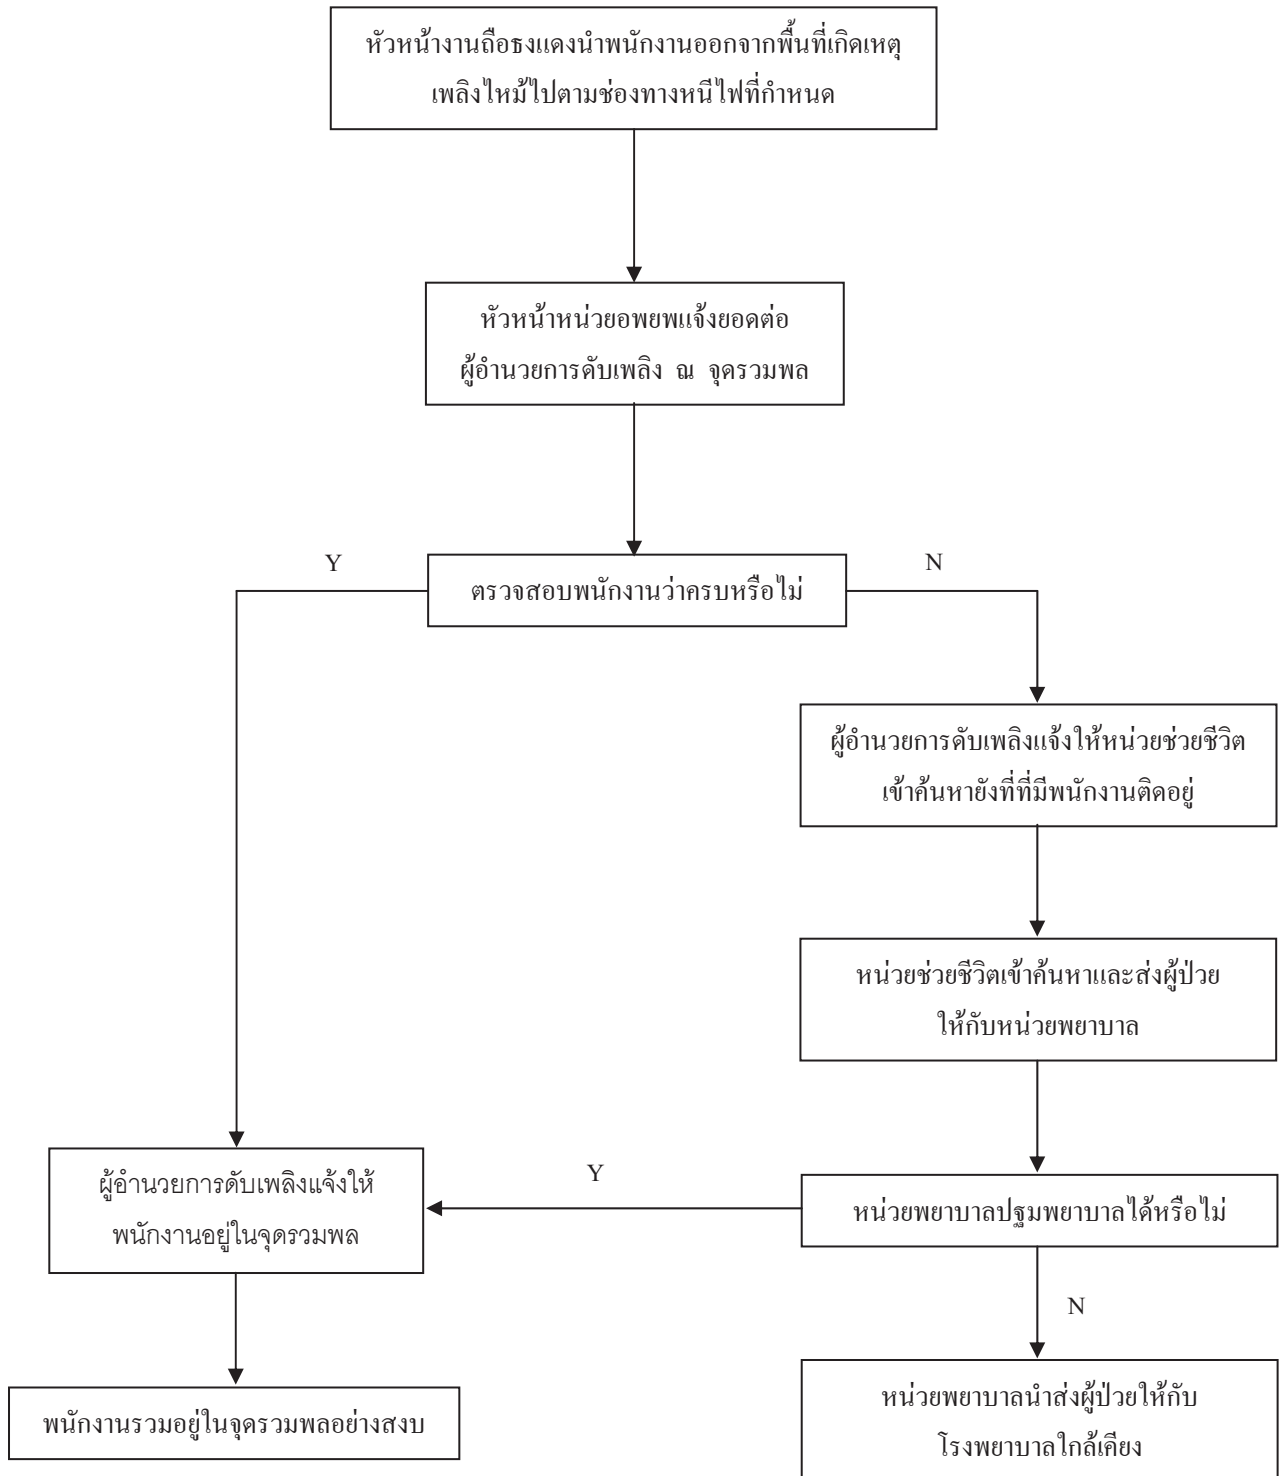 หัวหน้างานถือธงแดงนำพนักงานออกจากพื้นที่เกิดเหตุ
เพลิงไหม้ไปตามช่องทางหนีไฟที่กำหนด
หัวหน้าหน่วยอพยพแจ้งยอดต่อ
ผู้อำนวยการดับเพลิง ณ จุดรวมพล
Y
N
ตรวจสอบพนักงานว่าครบหรือไม่
ผู้อำนวยการดับเพลิงแจ้งให้หน่วยช่วยชีวิต
เข้าค้นหายังที่ที่มีพนักงานติดอยู่
หน่วยช่วยชีวิตเข้าค้นหาและส่งผู้ป่วย
ให้กับหน่วยพยาบาล
ผู้อำนวยการดับเพลิงแจ้งให้
พนักงานอยู่ในจุดรวมพล
Y
หน่วยพยาบาลปฐมพยาบาลได้หรือไม่
N
พนักงานรวมอยู่ในจุดรวมพลอย่างสงบ
หน่วยพยาบาลนำส่งผู้ป่วยให้กับ
โรงพยาบาลใกล้เคียง